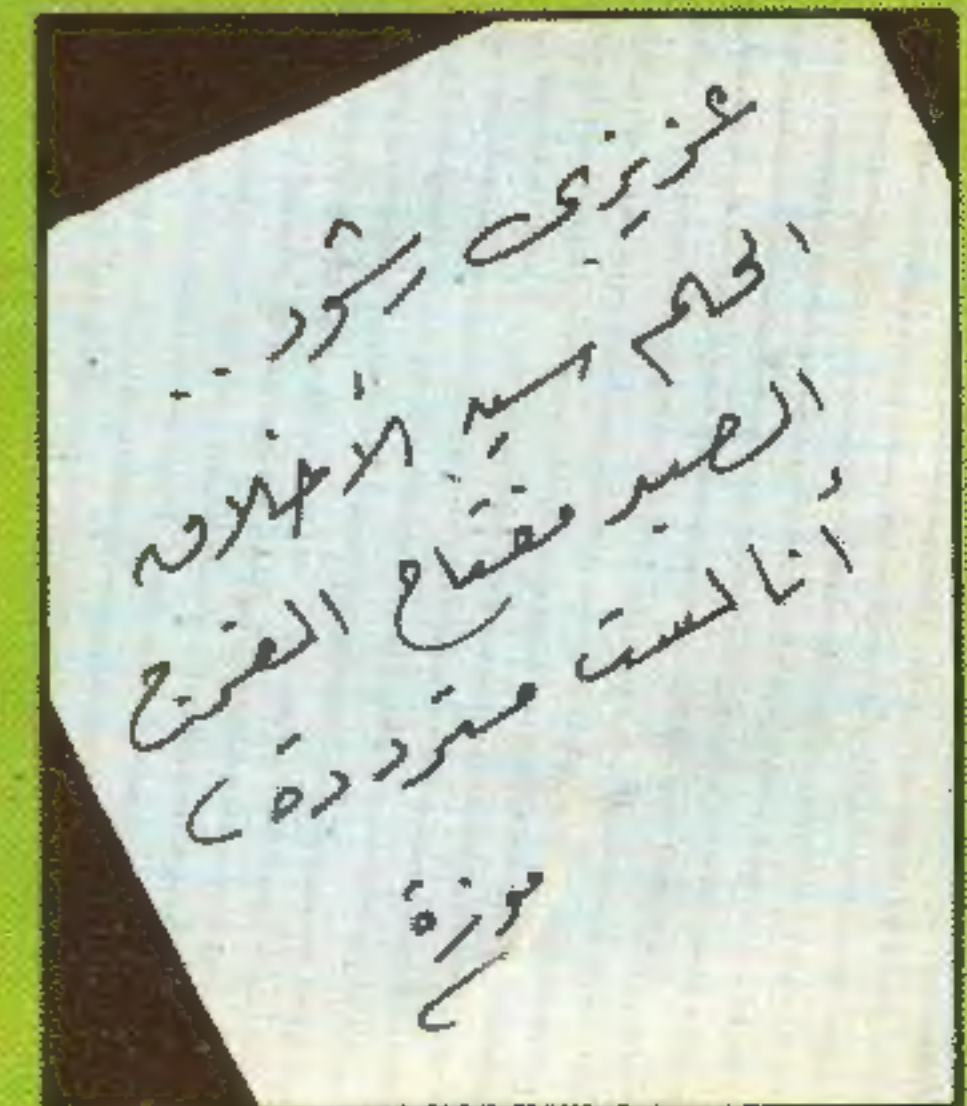 عزيزي رشود ..
الحلم سيد الأخلاق
الصبر مفتاح الفرج
أنا لست مترددة
موزة